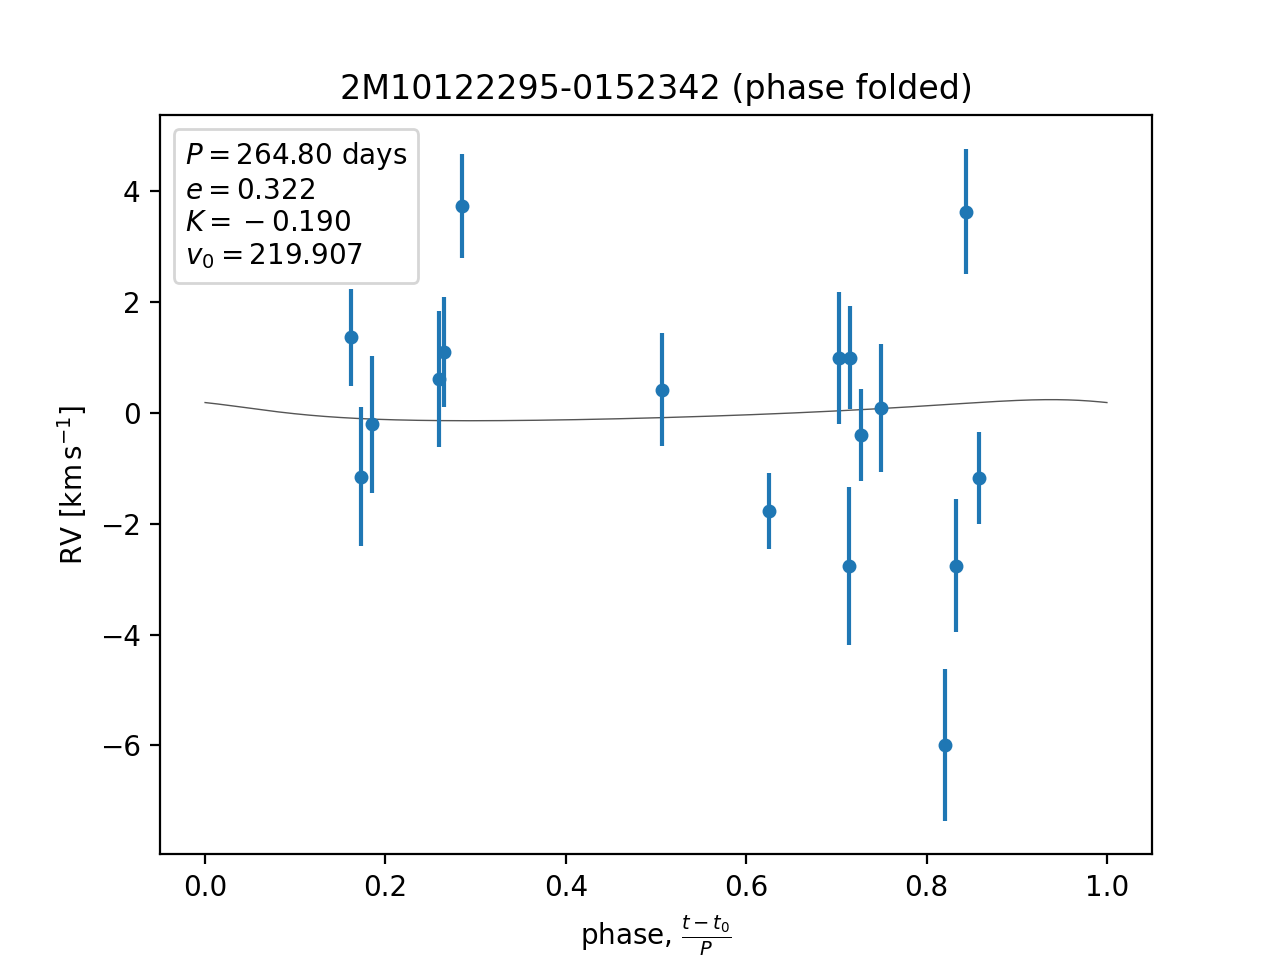 2M10122295-0152342 (phase folded)
P = 264.80 days
e = 0.322
K = −0.190
v₀ = 219.907
4
2
0
−2
−4
−6
RV [km s⁻¹]
0.0 0.2 0.4 0.6 0.8 1.0
phase, (t − t₀)/P